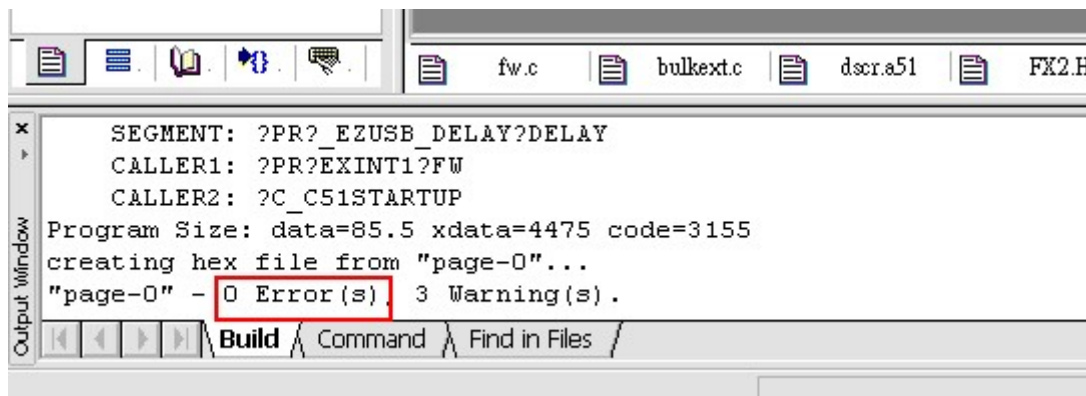 fw.c bulkext.c dscr.a51 FX2.H
SEGMENT: ?PR?_EZUSB_DELAY?DELAY
CALLER1: ?PR?EXINT1?FW
CALLER2: ?C_C51STARTUP
Program Size: data=85.5 xdata=4475 code=3155
creating hex file from "page-0"...
"page-0" - 0 Error(s), 3 Warning(s).
Output Window
Build Command Find in Files